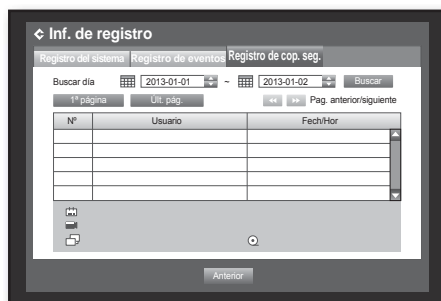 Inf. de registro
Registro del sistema Registro de eventos Registro de cop. seg.
Buscar día 2013-01-01 ~ 2013-01-02 Buscar
1ª página Últ. pág. Pag. anterior/siguiente
Nº Usuario Fech/Hor
Anterior